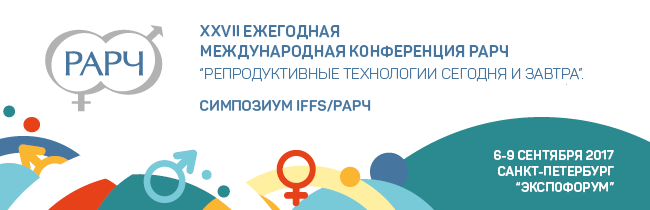 РАРЧ
XXVII ЕЖЕГОДНАЯ
МЕЖДУНАРОДНАЯ КОНФЕРЕНЦИЯ РАРЧ
“РЕПРОДУКТИВНЫЕ ТЕХНОЛОГИИ СЕГОДНЯ И ЗАВТРА”.
СИМПОЗИУМ IFFS/РАРЧ
6-9 СЕНТЯБРЯ 2017
САНКТ-ПЕТЕРБУРГ
“ЭКСПОФОРУМ”